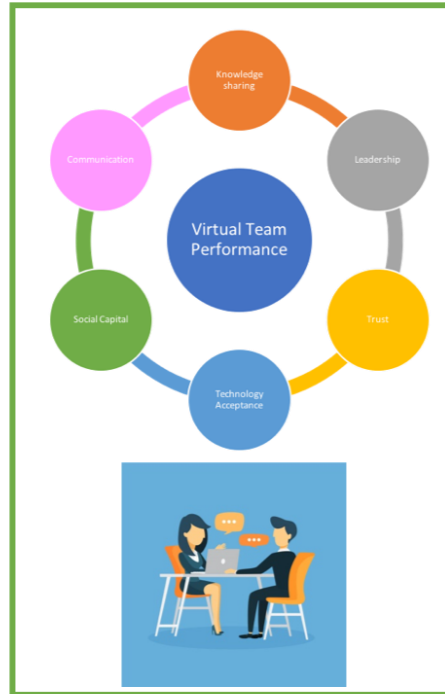 Knowledge
sharing
Communication
Leadership
Virtual Team
Performance
Social Capital
Trust
Technology
Acceptance